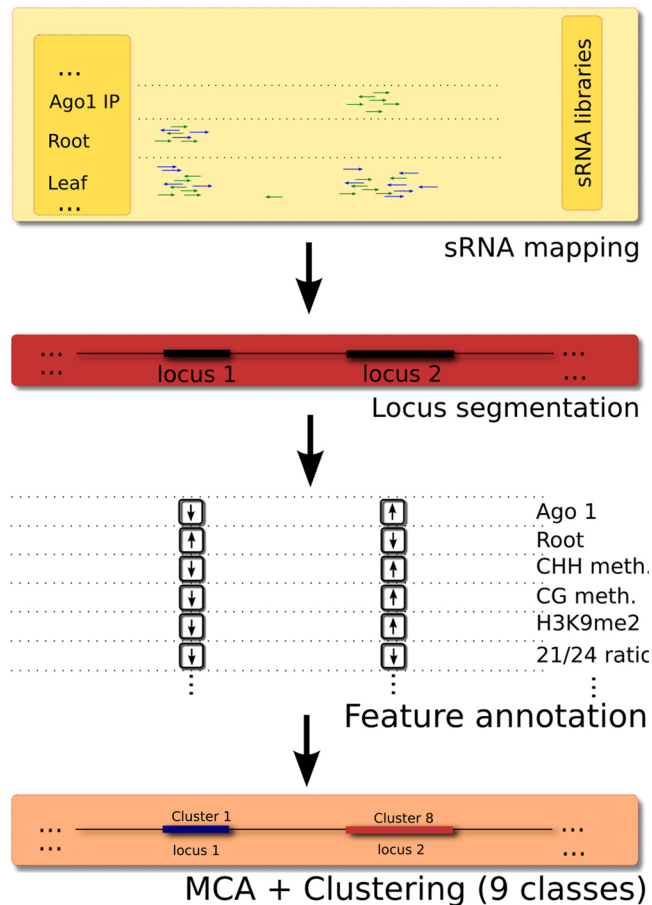 ...
Ago1 IP
Root
Leaf
...
sRNA libraries
sRNA mapping
... ...
... ...
locus 1 locus 2
Locus segmentation
Ago 1
Root
CHH meth.
CG meth.
H3K9me2
21/24 ratio
Feature annotation
Cluster 1 Cluster 8
... ...
... ...
locus 1 locus 2
MCA + Clustering (9 classes)